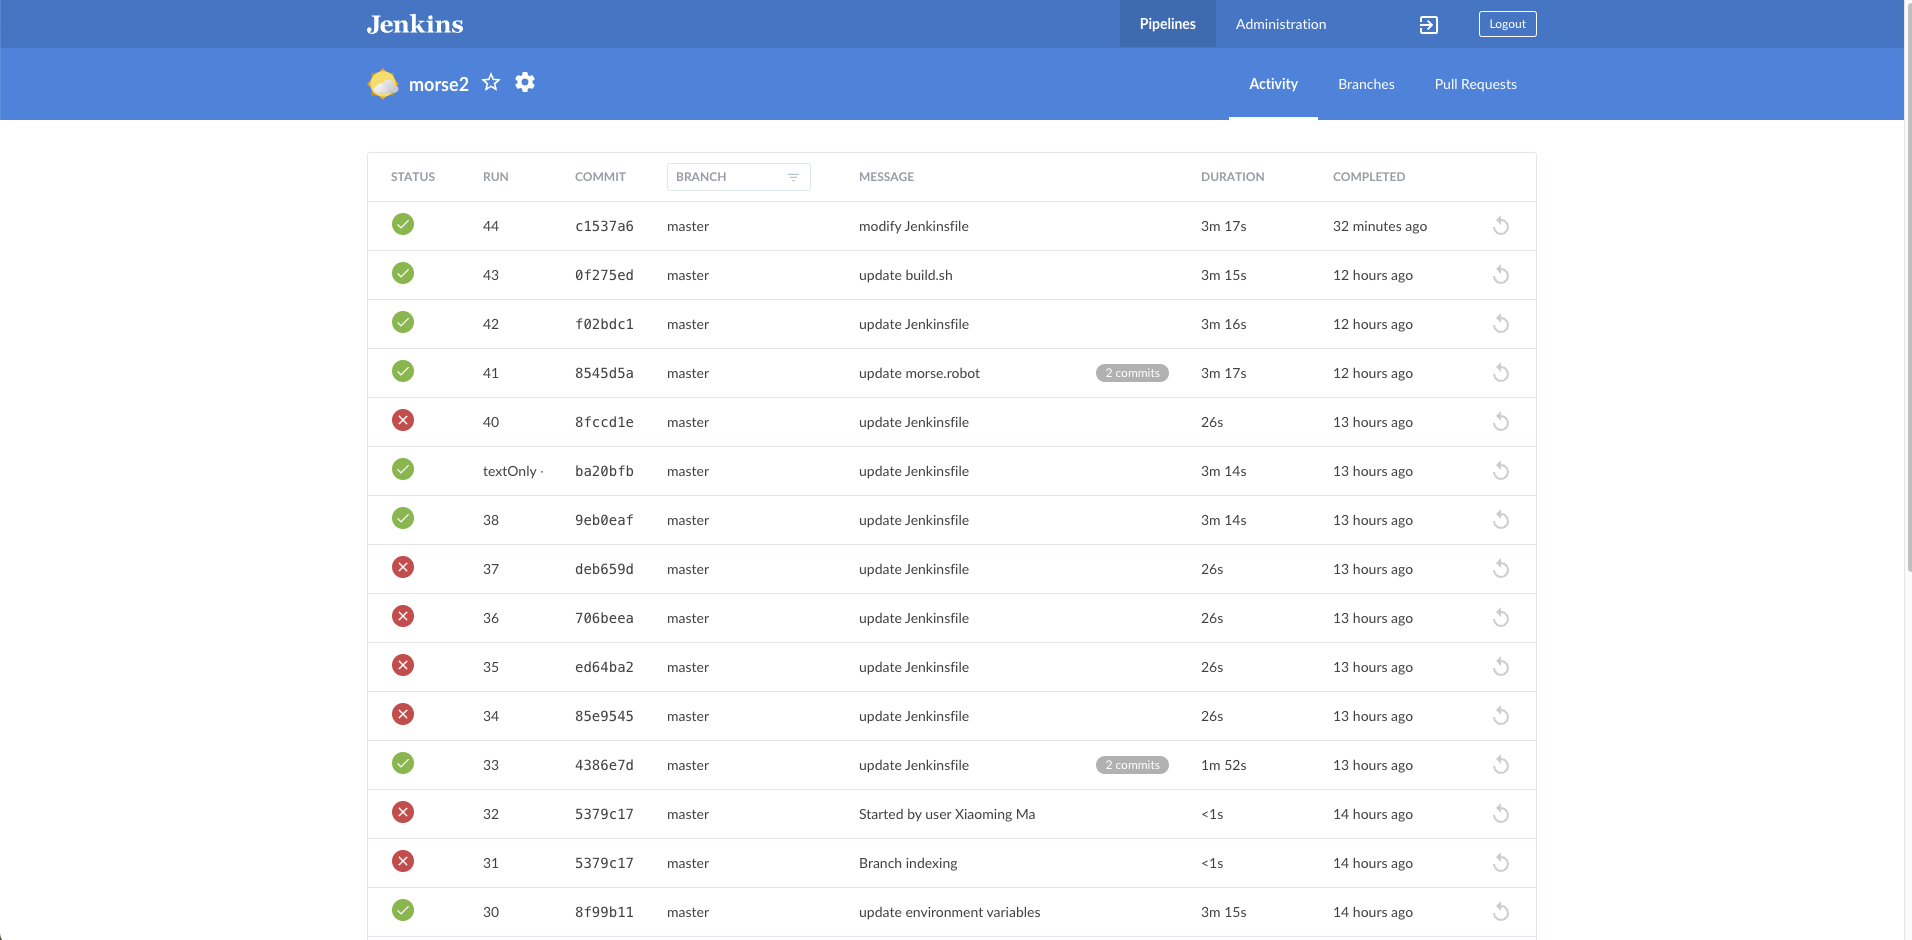 Jenkins Pipelines Administration Logout
morse2 Activity Branches Pull Requests
STATUS RUN COMMIT BRANCH MESSAGE DURATION COMPLETED
44 c1537a6 master modify Jenkinsfile 3m 17s 32 minutes ago
43 0f275ed master update build.sh 3m 15s 12 hours ago
42 f02bdc1 master update Jenkinsfile 3m 16s 12 hours ago
41 8545d5a master update morse.robot 2 commits 3m 17s 12 hours ago
40 8fccd1e master update Jenkinsfile 26s 13 hours ago
textOnly · ba20bfb master update Jenkinsfile 3m 14s 13 hours ago
38 9eb0eaf master update Jenkinsfile 3m 14s 13 hours ago
37 deb659d master update Jenkinsfile 26s 13 hours ago
36 706beea master update Jenkinsfile 26s 13 hours ago
35 ed64ba2 master update Jenkinsfile 26s 13 hours ago
34 85e9545 master update Jenkinsfile 26s 13 hours ago
33 4386e7d master update Jenkinsfile 2 commits 1m 52s 13 hours ago
32 5379c17 master Started by user Xiaoming Ma <1s 14 hours ago
31 5379c17 master Branch indexing <1s 14 hours ago
30 8f99b11 master update environment variables 3m 15s 14 hours ago